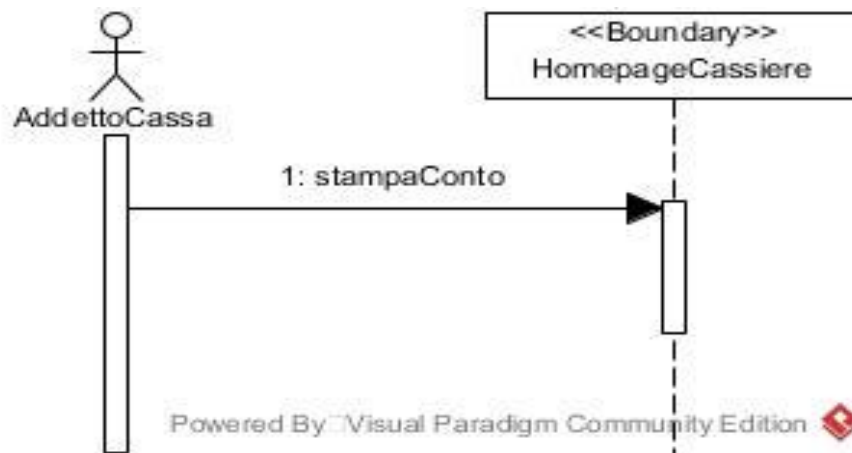 <<Boundary>>
HomepageCassiere
AddettoCassa
1: stampaConto
Powered By Visual Paradigm Community Edition